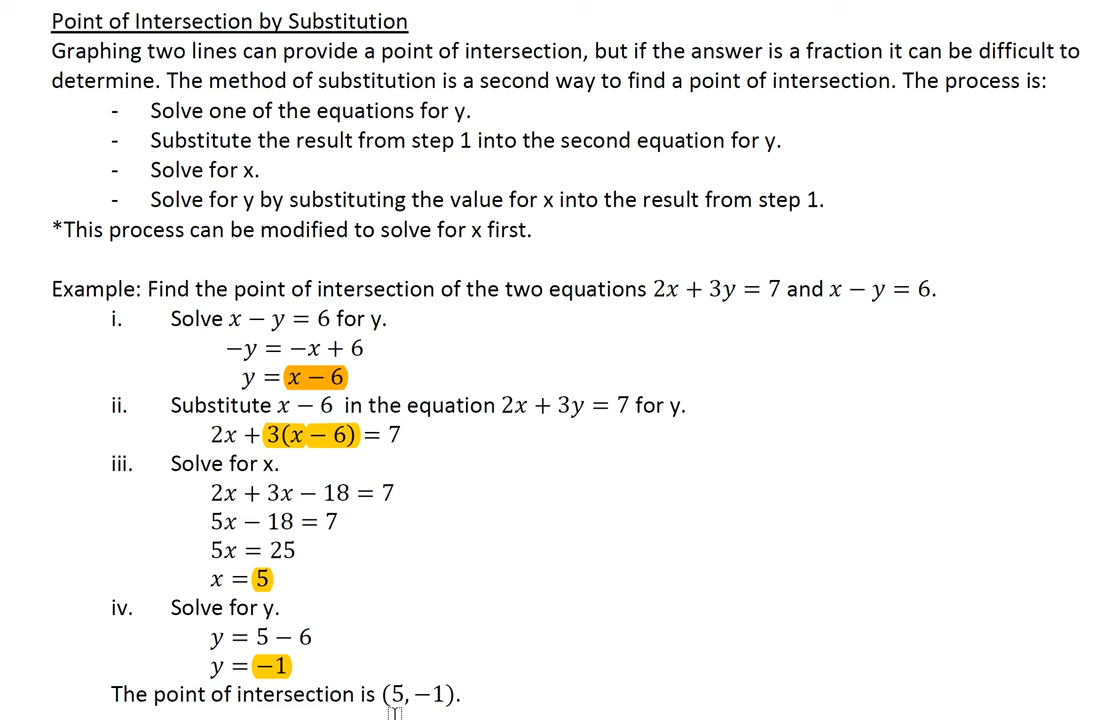 Point of Intersection by Substitution
Graphing two lines can provide a point of intersection, but if the answer is a fraction it can be difficult to
determine. The method of substitution is a second way to find a point of intersection. The process is:
- Solve one of the equations for y.
- Substitute the result from step 1 into the second equation for y.
- Solve for x.
- Solve for y by substituting the value for x into the result from step 1.
*This process can be modified to solve for x first.
Example: Find the point of intersection of the two equations 2x + 3y = 7 and x − y = 6.
i. Solve x − y = 6 for y.
−y = −x + 6
y = x − 6
ii. Substitute x − 6 in the equation 2x + 3y = 7 for y.
2x + 3(x − 6) = 7
iii. Solve for x.
2x + 3x − 18 = 7
5x − 18 = 7
5x = 25
x = 5
iv. Solve for y.
y = 5 − 6
y = −1
The point of intersection is (5, −1).